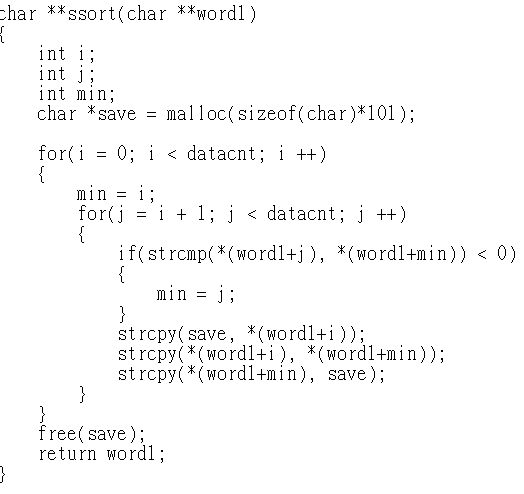 char **ssort(char **word1)
{
    int i;
    int j;
    int min;
    char *save = malloc(sizeof(char)*101);

    for(i = 0; i < datacnt; i ++)
    {
        min = i;
        for(j = i + 1; j < datacnt; j ++)
        {
            if(strcmp(*(word1+j), *(word1+min)) < 0)
            {
                min = j;
            }
            strcpy(save, *(word1+i));
            strcpy(*(word1+i), *(word1+min));
            strcpy(*(word1+min), save);
        }
    }
    free(save);
    return word1;
}